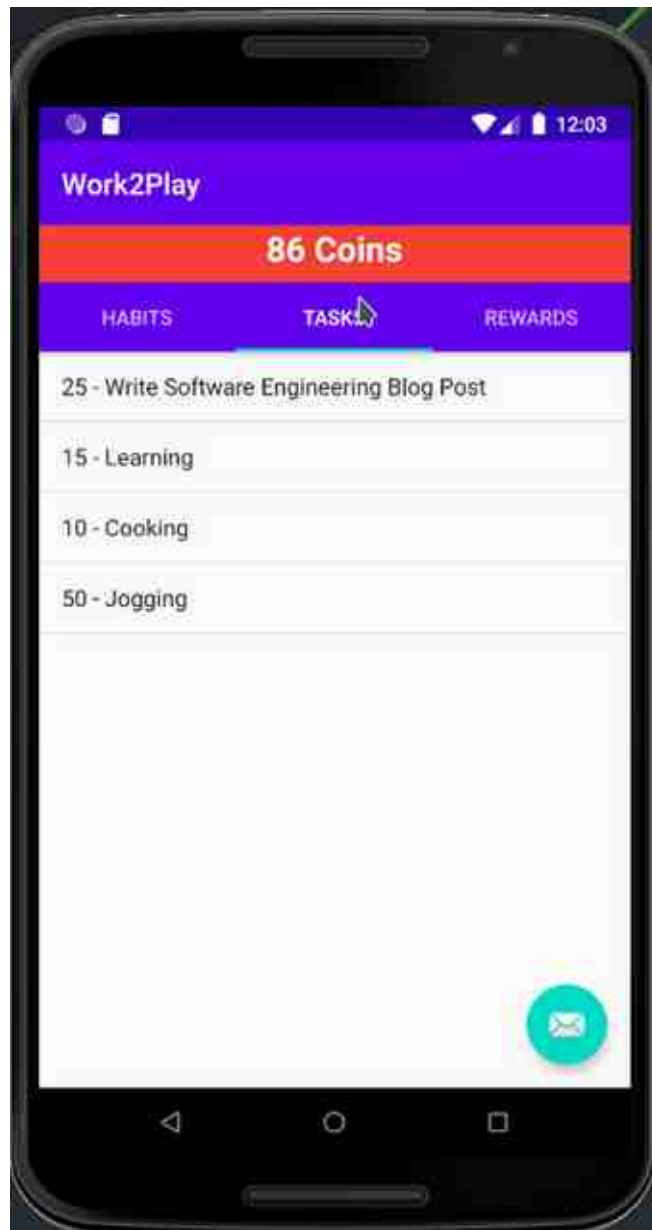 12:03
Work2Play
86 Coins
HABITS TASKS REWARDS
25 - Write Software Engineering Blog Post
15 - Learning
10 - Cooking
50 - Jogging